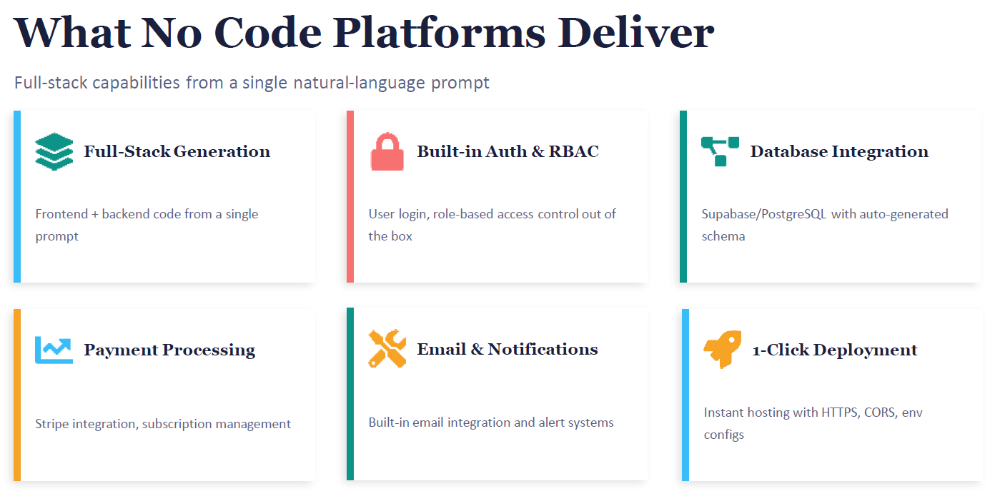 What No Code Platforms Deliver
Full-stack capabilities from a single natural-language prompt
Full-Stack Generation
Frontend + backend code from a single
prompt
Built-in Auth & RBAC
User login, role-based access control out of
the box
Database Integration
Supabase/PostgreSQL with auto-generated
schema
Payment Processing
Stripe integration, subscription management
Email & Notifications
Built-in email integration and alert systems
1-Click Deployment
Instant hosting with HTTPS, CORS, env
configs